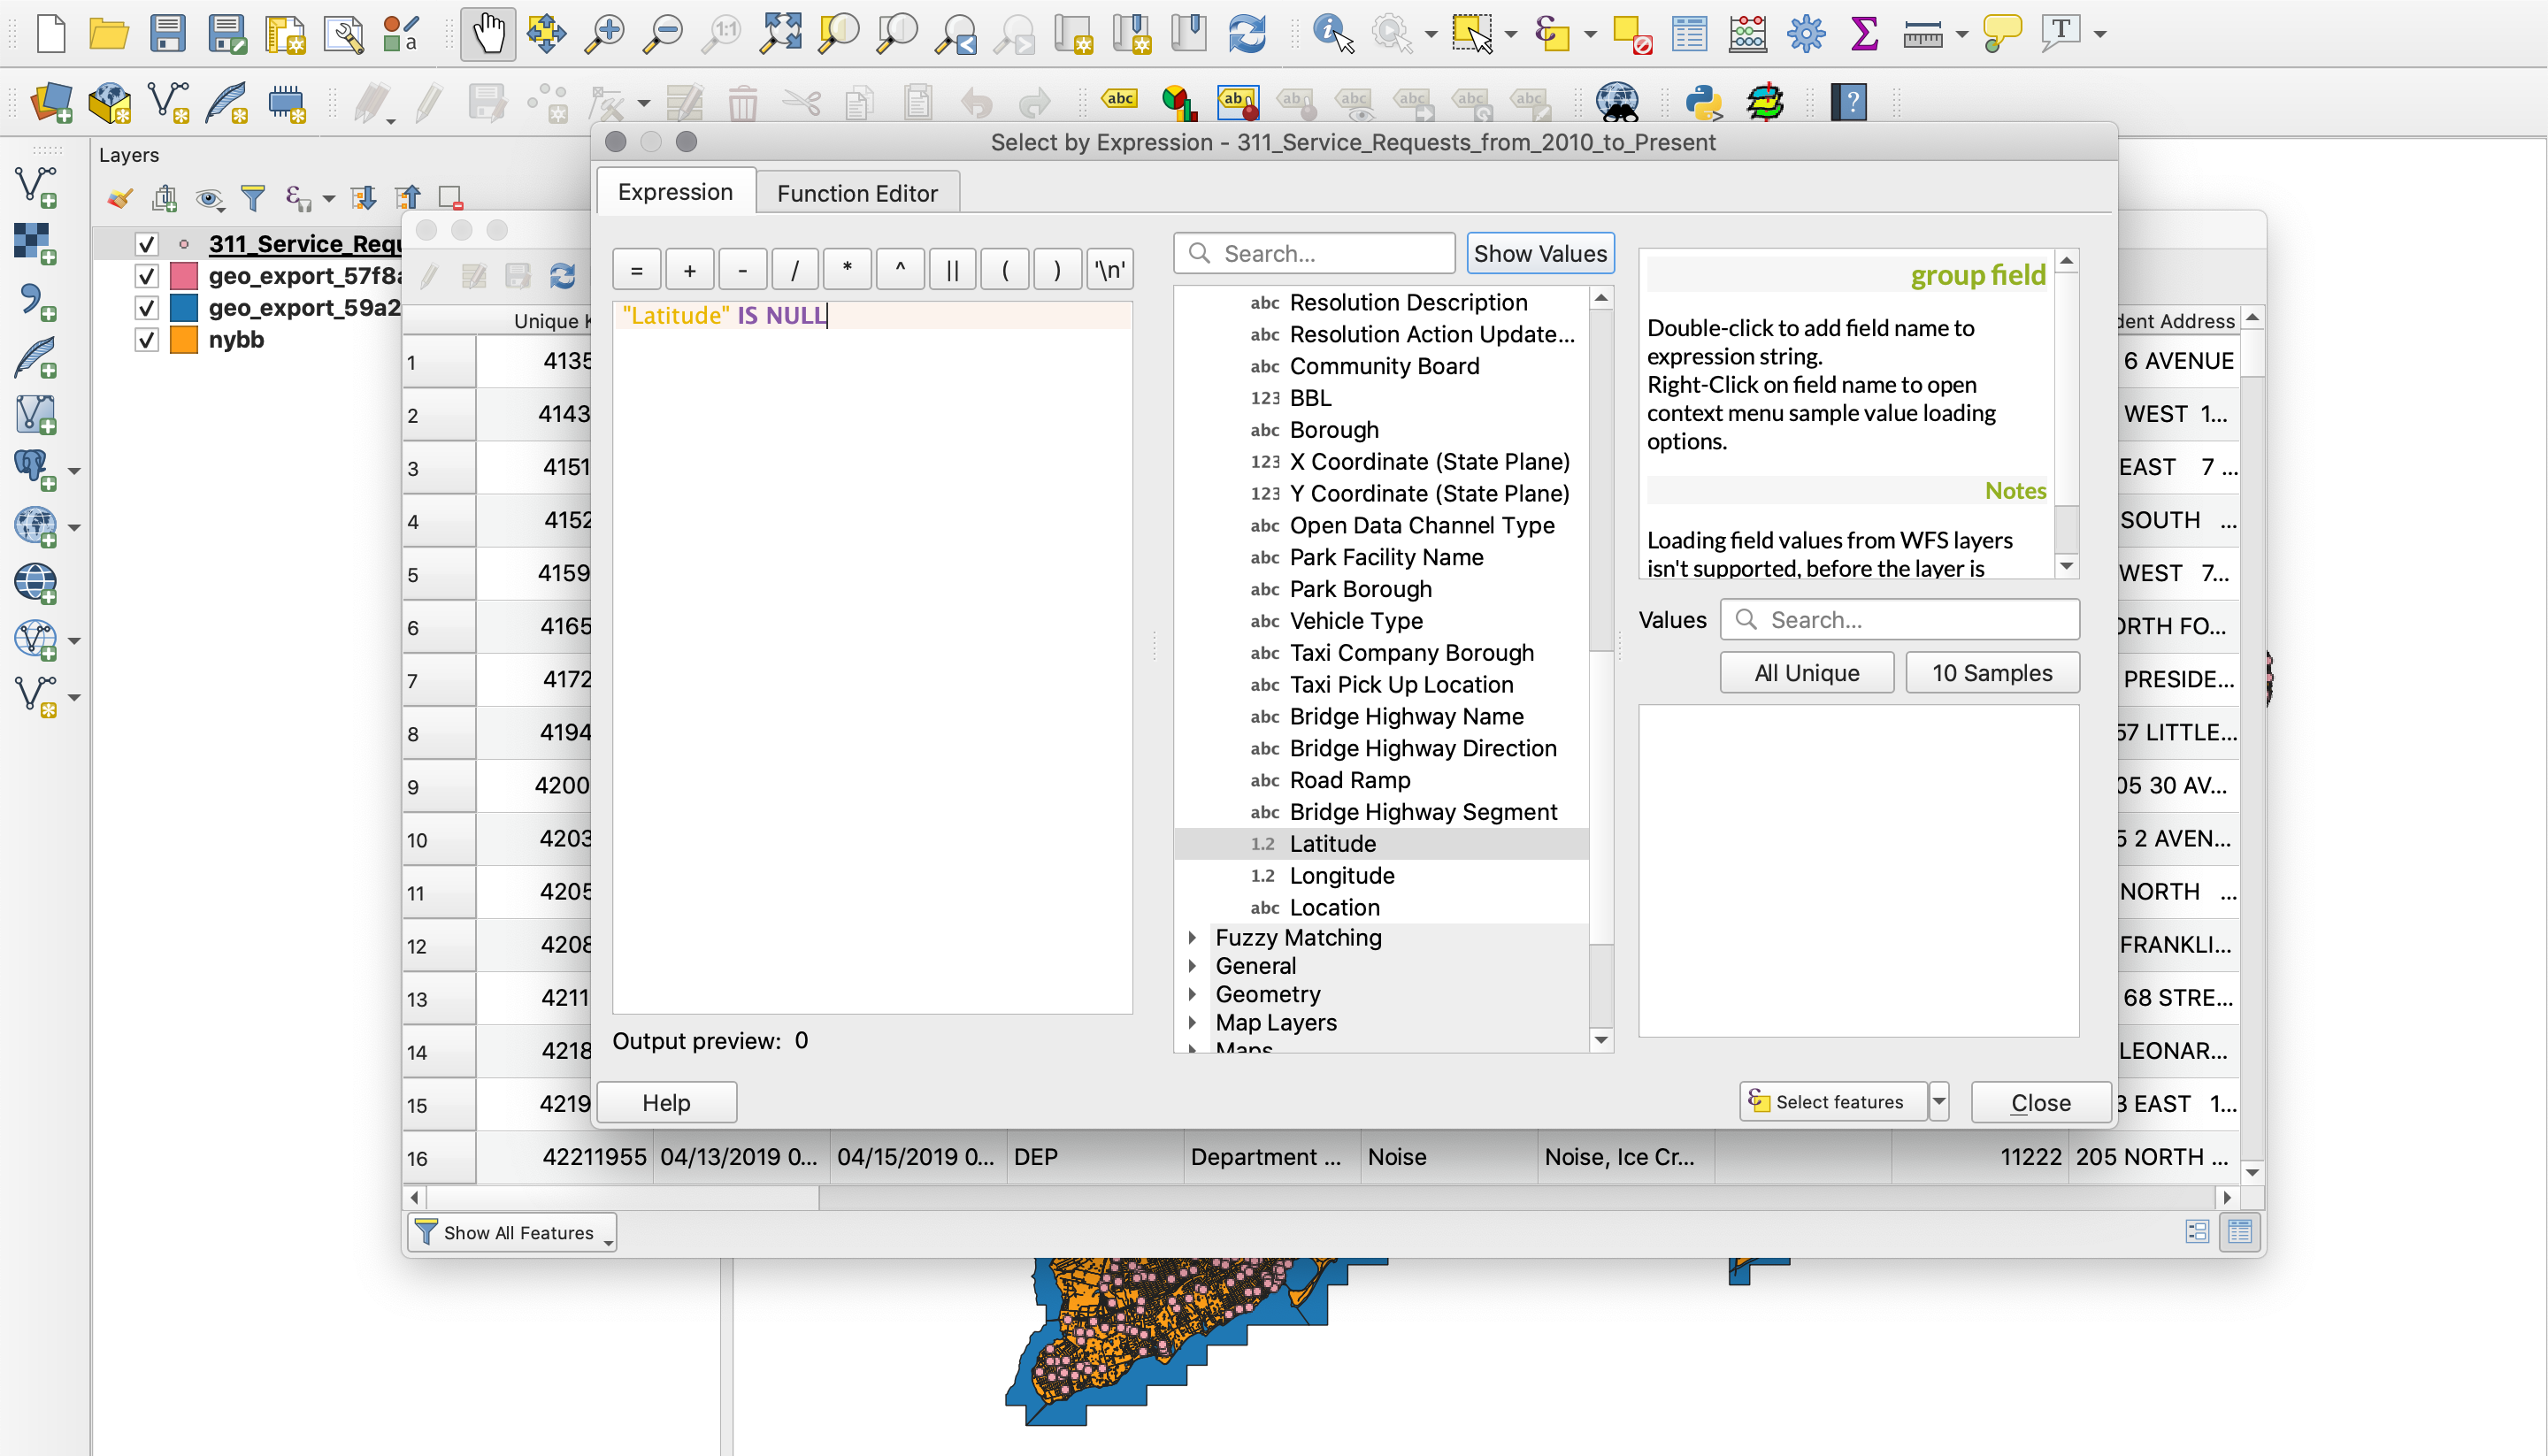 1:1
a
abc
ab
ab
abc
abc
abc
abc
T
?
Layers
311_Service_Requ
geo_export_57f8
geo_export_59a2
nybb
Select by Expression - 311_Service_Requests_from_2010_to_Present
Expression
Function Editor
= + - / * ^ || ( ) '\n'
"Latitude" IS NULL
Output preview: 0
Help
Search...
Show Values
abc Resolution Description
abc Resolution Action Update...
abc Community Board
123 BBL
abc Borough
123 X Coordinate (State Plane)
123 Y Coordinate (State Plane)
abc Open Data Channel Type
abc Park Facility Name
abc Park Borough
abc Vehicle Type
abc Taxi Company Borough
abc Taxi Pick Up Location
abc Bridge Highway Name
abc Bridge Highway Direction
abc Road Ramp
abc Bridge Highway Segment
1.2 Latitude
1.2 Longitude
abc Location
Fuzzy Matching
General
Geometry
Map Layers
Maps
group field
Double-click to add field name to
expression string.
Right-Click on field name to open
context menu sample value loading
options.
Notes
Loading field values from WFS layers
isn't supported, before the layer is
Values
Search...
All Unique
10 Samples
Select features
Close
Unique dent Address
1 4135 6 AVENUE
2 4143 WEST 1...
3 4151 EAST 7 ...
4 4152 SOUTH ...
5 4159 WEST 7...
6 4165 ORTH FO...
7 4172 PRESIDE...
8 4194 57 LITTLE...
9 4200 05 30 AV...
10 4203 5 2 AVEN...
11 4205 NORTH ...
12 4208 FRANKLI...
13 4211 68 STRE...
14 4218 LEONAR...
15 4219 3 EAST 1...
16 42211955 04/13/2019 0... 04/15/2019 0... DEP Department ... Noise Noise, Ice Cr... 11222 205 NORTH ...
Show All Features